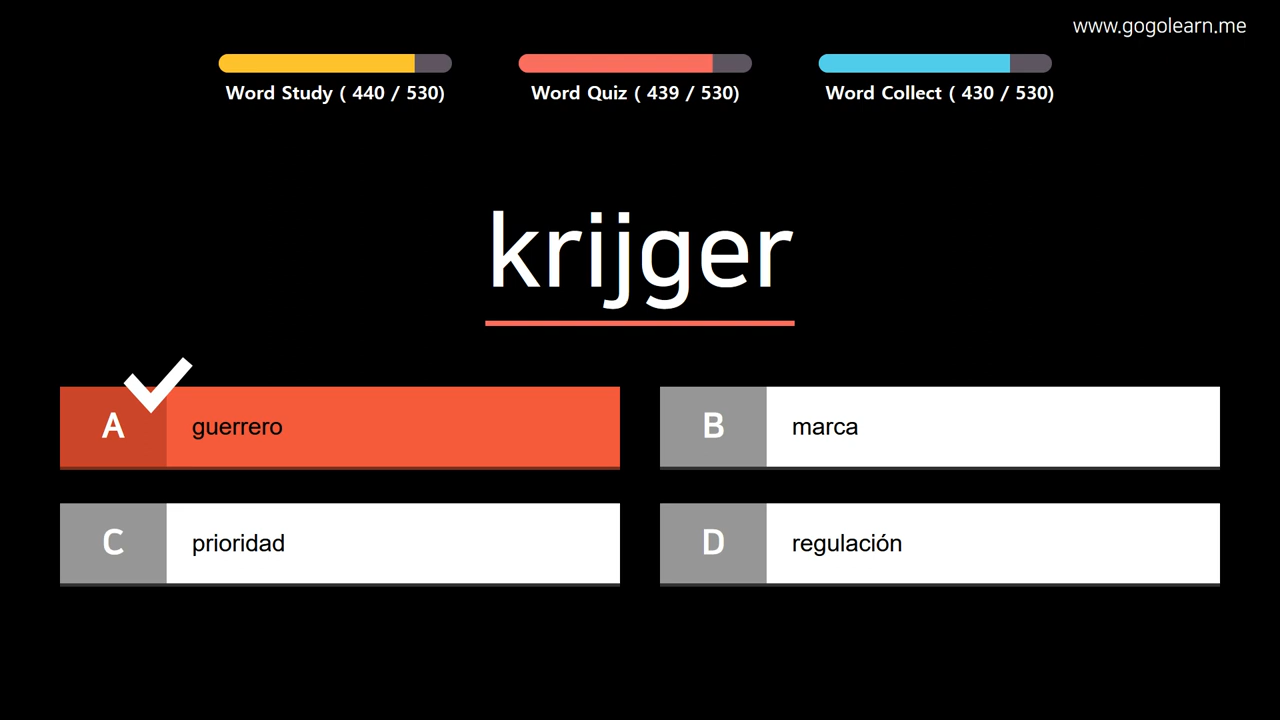 www.gogolearn.me
Word Study ( 440 / 530)
Word Quiz ( 439 / 530)
Word Collect ( 430 / 530)
krijger
A guerrero
B marca
C prioridad
D regulación